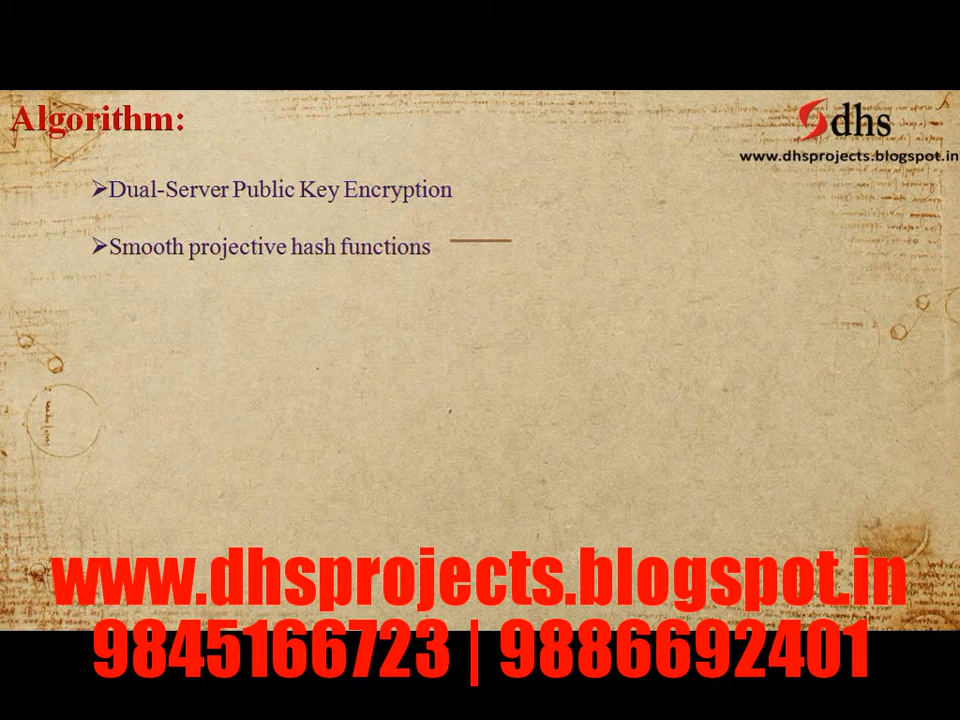 Algorithm:
dhs
www.dhsprojects.blogspot.in
➢Dual-Server Public Key Encryption
➢Smooth projective hash functions
www.dhsprojects.blogspot.in
9845166723 | 9886692401